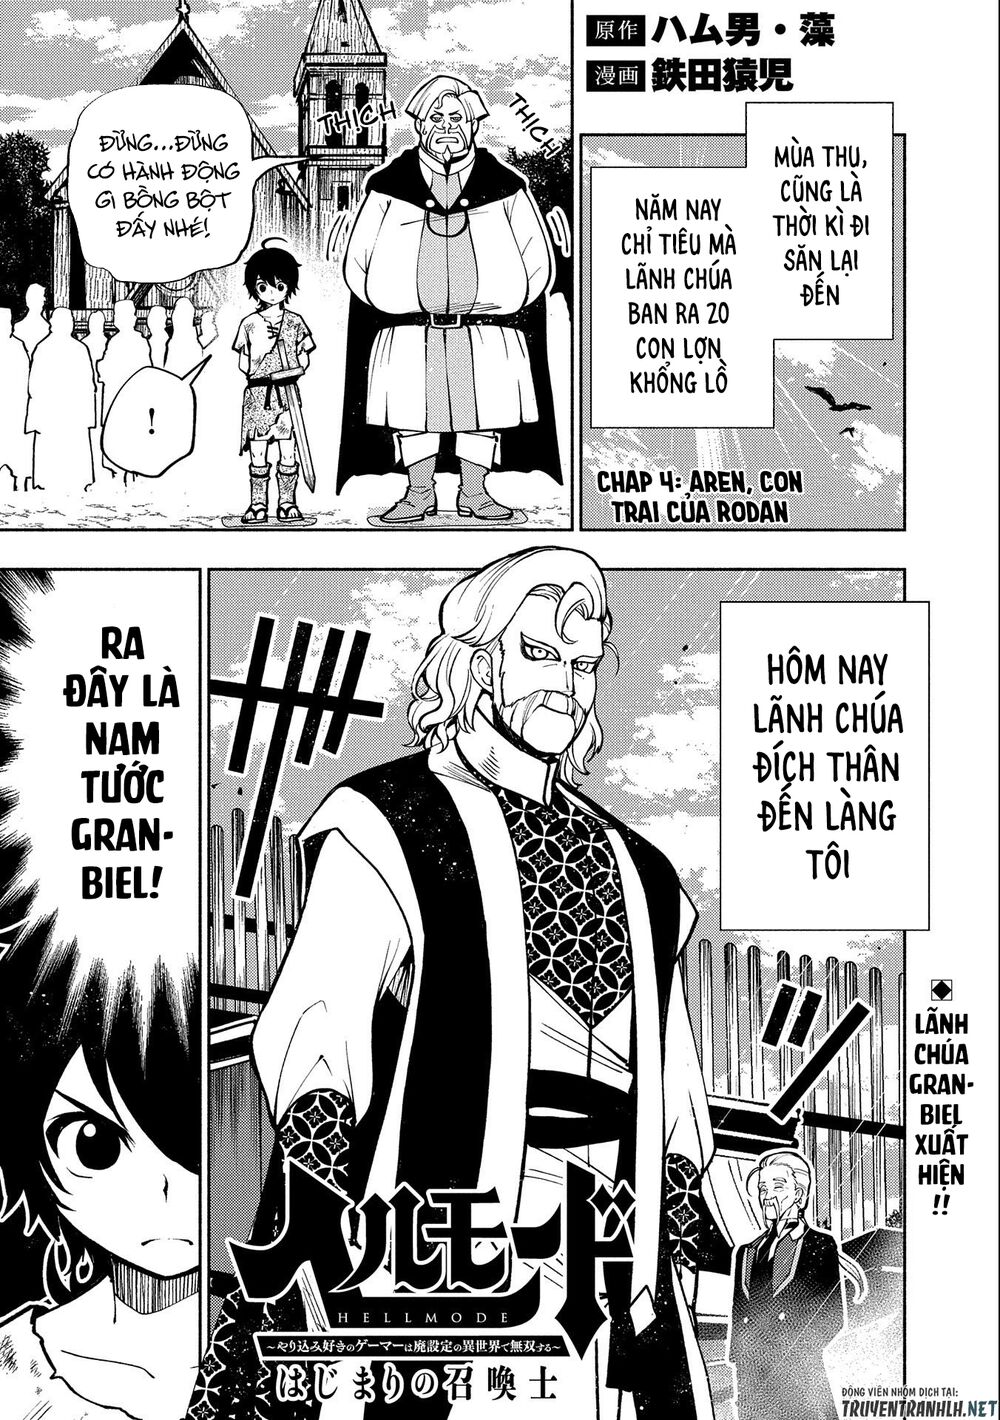 原作 ハム男・藻
漫画 鉄田猿児
MÙA THU,
CŨNG LÀ
THỜI KÌ ĐI
SĂN LẠI
ĐẾN
NĂM NAY
CHỈ TIÊU MÀ
LÃNH CHÚA
BAN RA 20
CON LỢN
KHỔNG LỒ
CHAP 4: AREN, CON
TRAI CỦA RODAN
THỊCH
THỊCH
ĐỪNG...ĐỪNG
CÓ HÀNH ĐỘNG
GÌ BỒNG BỘT
ĐẤY NHÉ!
!
HÔM NAY
LÃNH CHÚA
ĐÍCH THÂN
ĐẾN LÀNG
TÔI
RA
ĐÂY LÀ
NAM
TƯỚC
GRAN-
BIEL!
LÃNH
CHÚA
GRAN-
BIEL
XUẤT
HIỆN
!!
ヘルモード
HELLMODE
～やり込み好きのゲーマーは廃設定の異世界で無双する～
はじまりの召喚士
ĐỘNG VIÊN NHÓM DỊCH TẠI:
TRUYENTRANHLH.NET